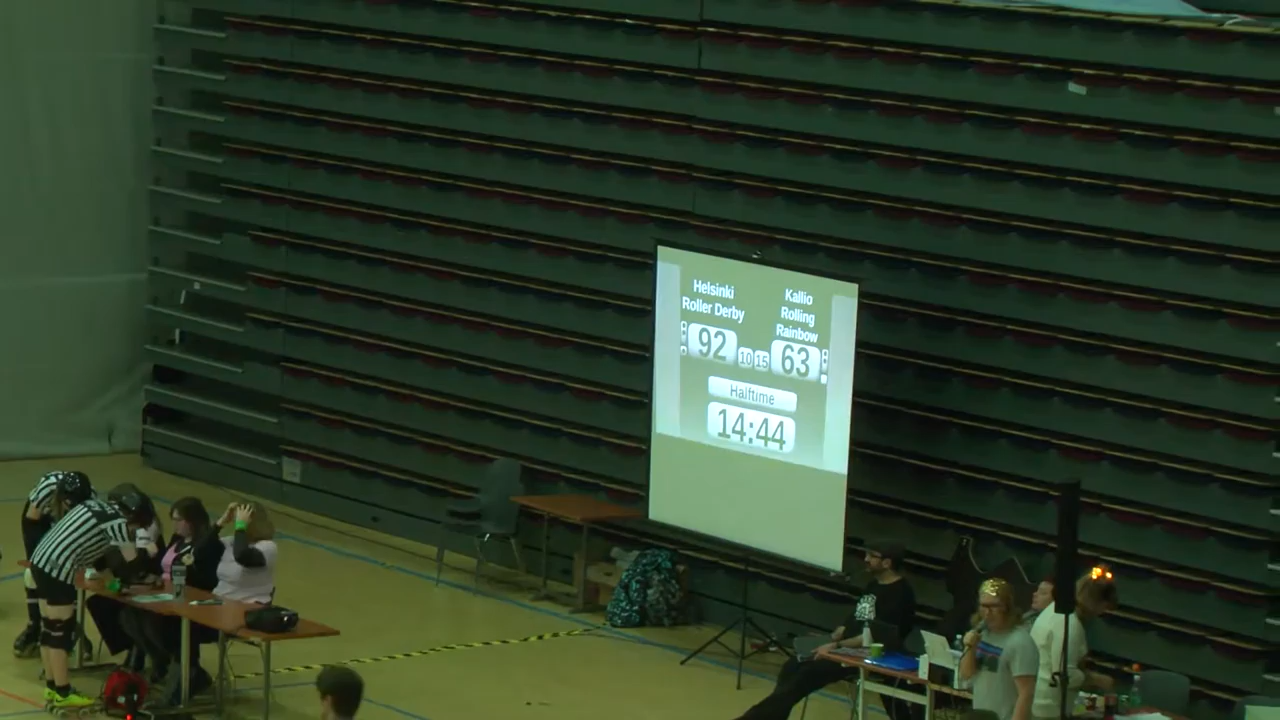 Helsinki
Roller Derby
Kallio
Rolling
Rainbow
92
10 15
63
Halftime
14:44